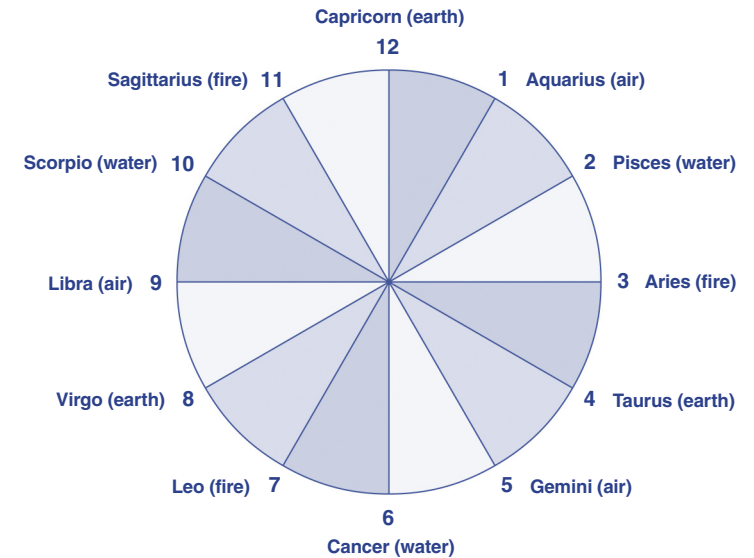 Capricorn (earth)
12
Sagittarius (fire) 11
1 Aquarius (air)
Scorpio (water) 10
2 Pisces (water)
Libra (air) 9
3 Aries (fire)
Virgo (earth) 8
4 Taurus (earth)
Leo (fire) 7
5 Gemini (air)
6
Cancer (water)